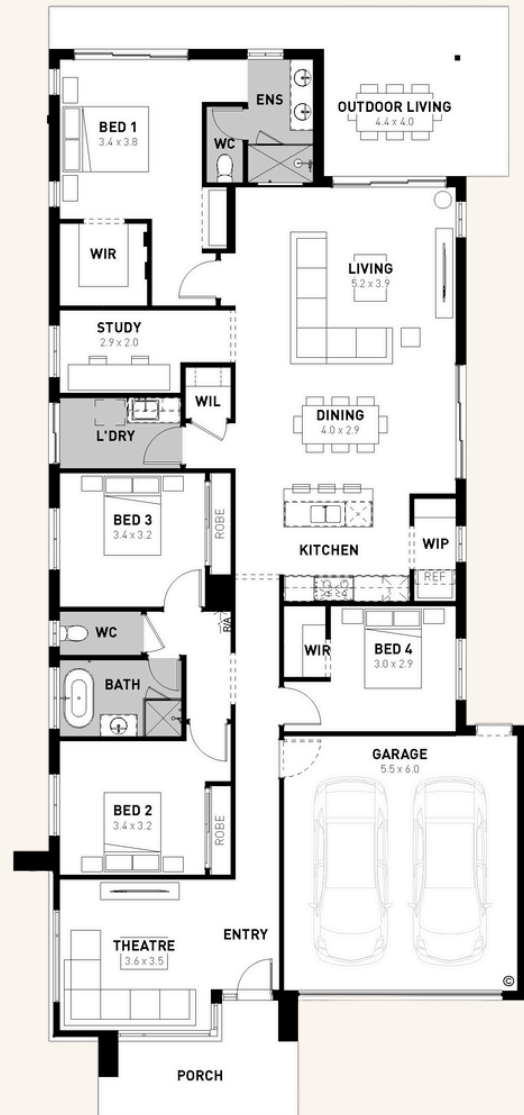 ENS
OUTDOOR LIVING
4.4 x 4.0
BED 1
3.4 x 3.8
WC
WIR
LIVING
5.2 x 3.9
STUDY
2.9 x 2.0
WIL
L'DRY
DINING
4.0 x 2.9
BED 3
3.4 x 3.2
ROBE
KITCHEN
WIP
REF
WC
R/A
WIR
BED 4
3.0 x 2.9
BATH
GARAGE
5.5 x 6.0
BED 2
3.4 x 3.2
ROBE
THEATRE
3.6 x 3.5
ENTRY
©
PORCH